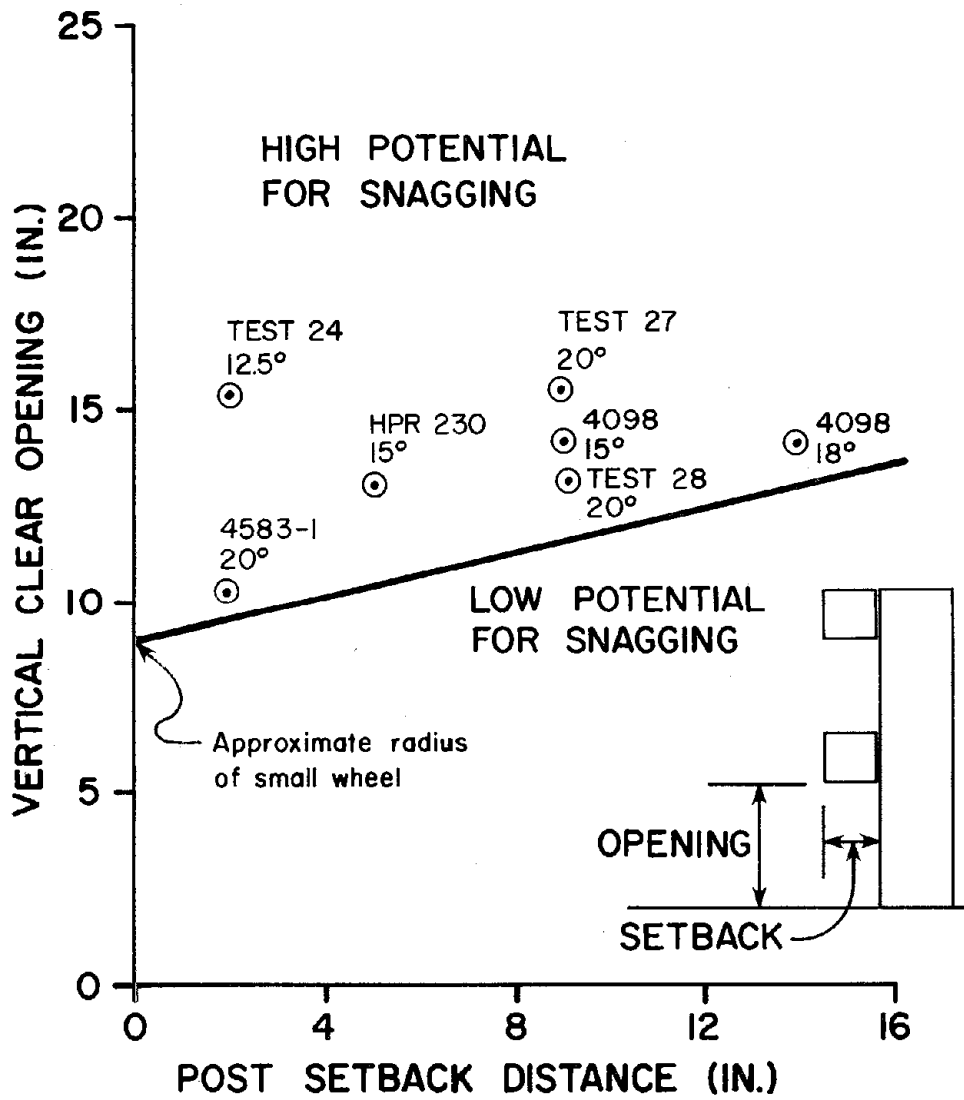 25
20
15
10
5
0
VERTICAL CLEAR OPENING (IN.)
HIGH POTENTIAL
FOR SNAGGING
TEST 24
12.5°
TEST 27
20°
HPR 230
15°
4098
15°
4098
18°
TEST 28
20°
4583-1
20°
LOW POTENTIAL
FOR SNAGGING
Approximate radius
of small wheel
OPENING
SETBACK
0
4
8
12
16
POST SETBACK DISTANCE (IN.)